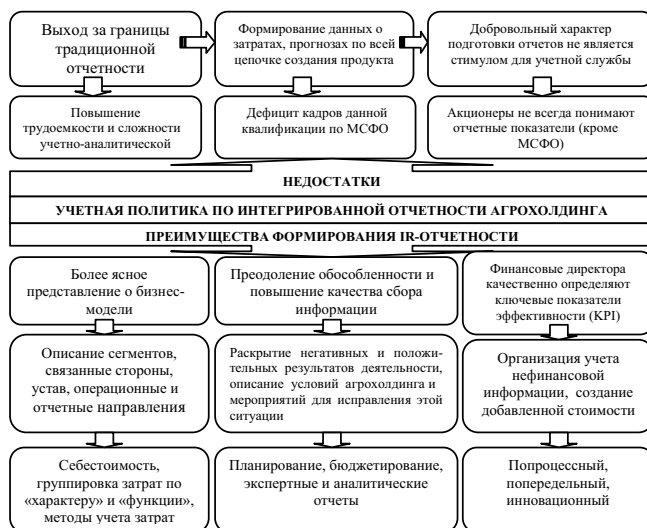 Выход за границы
традиционной
отчетности
Формирование данных о
затратах, прогнозах по всей
цепочке создания продукта
Добровольный характер
подготовки отчетов не является
стимулом для учетной службы
Повышение
трудоемкости и сложности
учетно-аналитической
Дефицит кадров данной
квалификации по МСФО
Акционеры не всегда понимают
отчетные показатели (кроме
МСФО)
НЕДОСТАТКИ
УЧЕТНАЯ ПОЛИТИКА ПО ИНТЕГРИРОВАННОЙ ОТЧЕТНОСТИ АГРОХОЛДИНГА
ПРЕИМУЩЕСТВА ФОРМИРОВАНИЯ IR-ОТЧЕТНОСТИ
Более ясное
представление о бизнес-
модели
Преодоление обособленности и
повышение качества сбора
информации
Финансовые директора
качественно определяют
ключевые показатели
эффективности (KPI)
Описание сегментов,
связанные стороны,
устав, операционные и
отчетные направления
Раскрытие негативных и положи-
тельных результатов деятельности,
описание условий агрохолдинга и
мероприятий для исправления этой
ситуации
Организация учета
нефинансовой
информации, создание
добавленной стоимости
Себестоимость,
группировка затрат по
«характеру» и «функции»,
методы учета затрат
Планирование, бюджетирование,
экспертные и аналитические
отчеты
Попроцессный,
попередельный,
инновационный